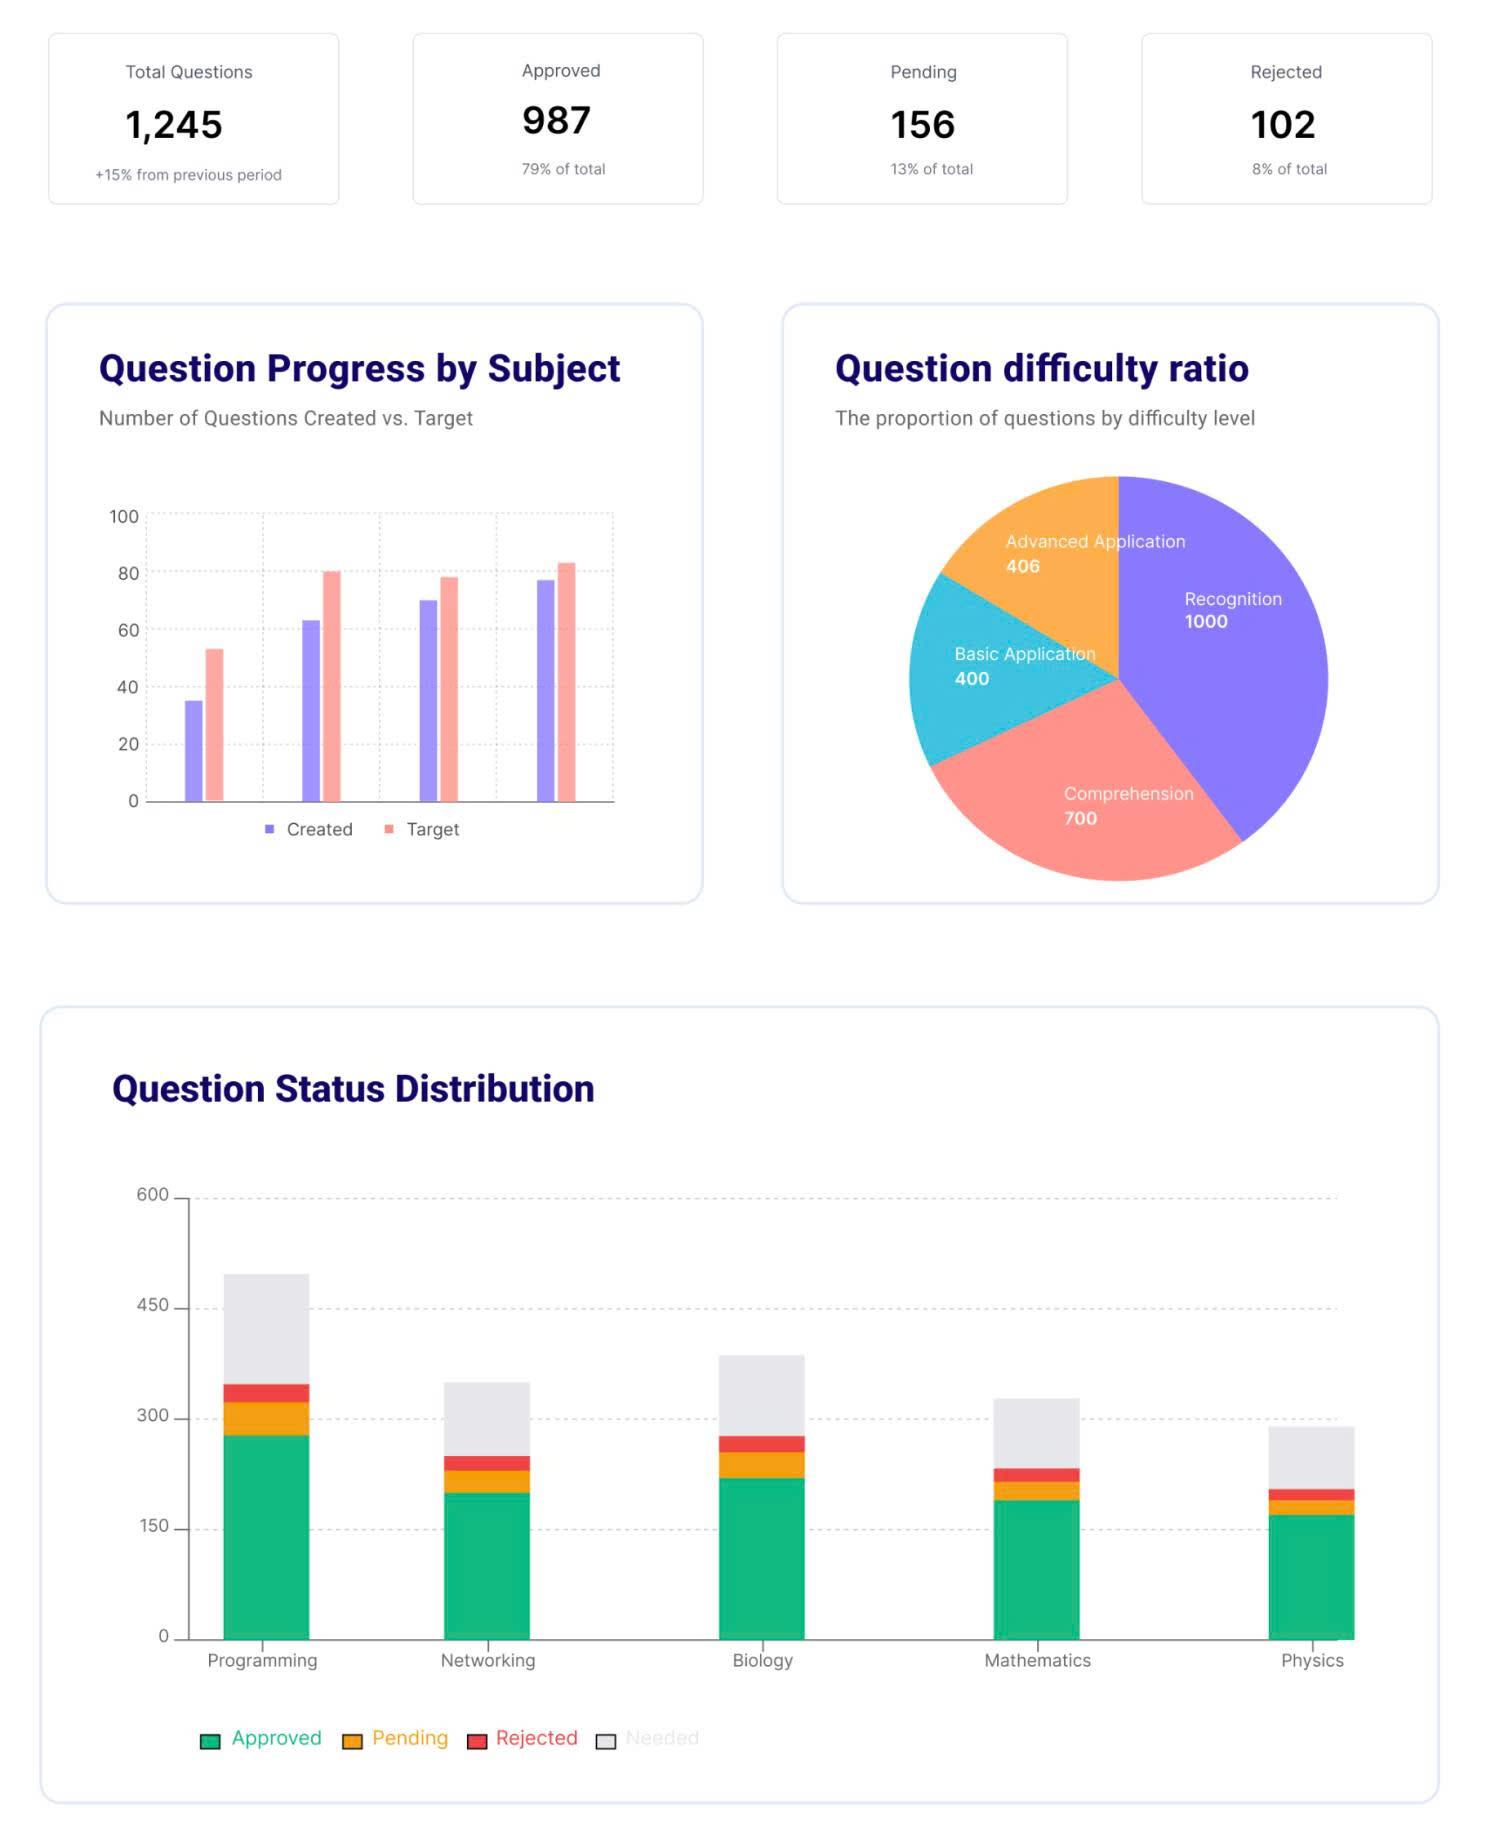 Total Questions
1,245
+15% from previous period
Approved
987
79% of total
Pending
156
13% of total
Rejected
102
8% of total
Question Progress by Subject
Number of Questions Created vs. Target
100
80
60
40
20
0
Created
Target
Question difficulty ratio
The proportion of questions by difficulty level
Advanced Application
406
Recognition
1000
Basic Application
400
Comprehension
700
Question Status Distribution
600
450
300
150
0
Programming
Networking
Biology
Mathematics
Physics
Approved
Pending
Rejected
Needed